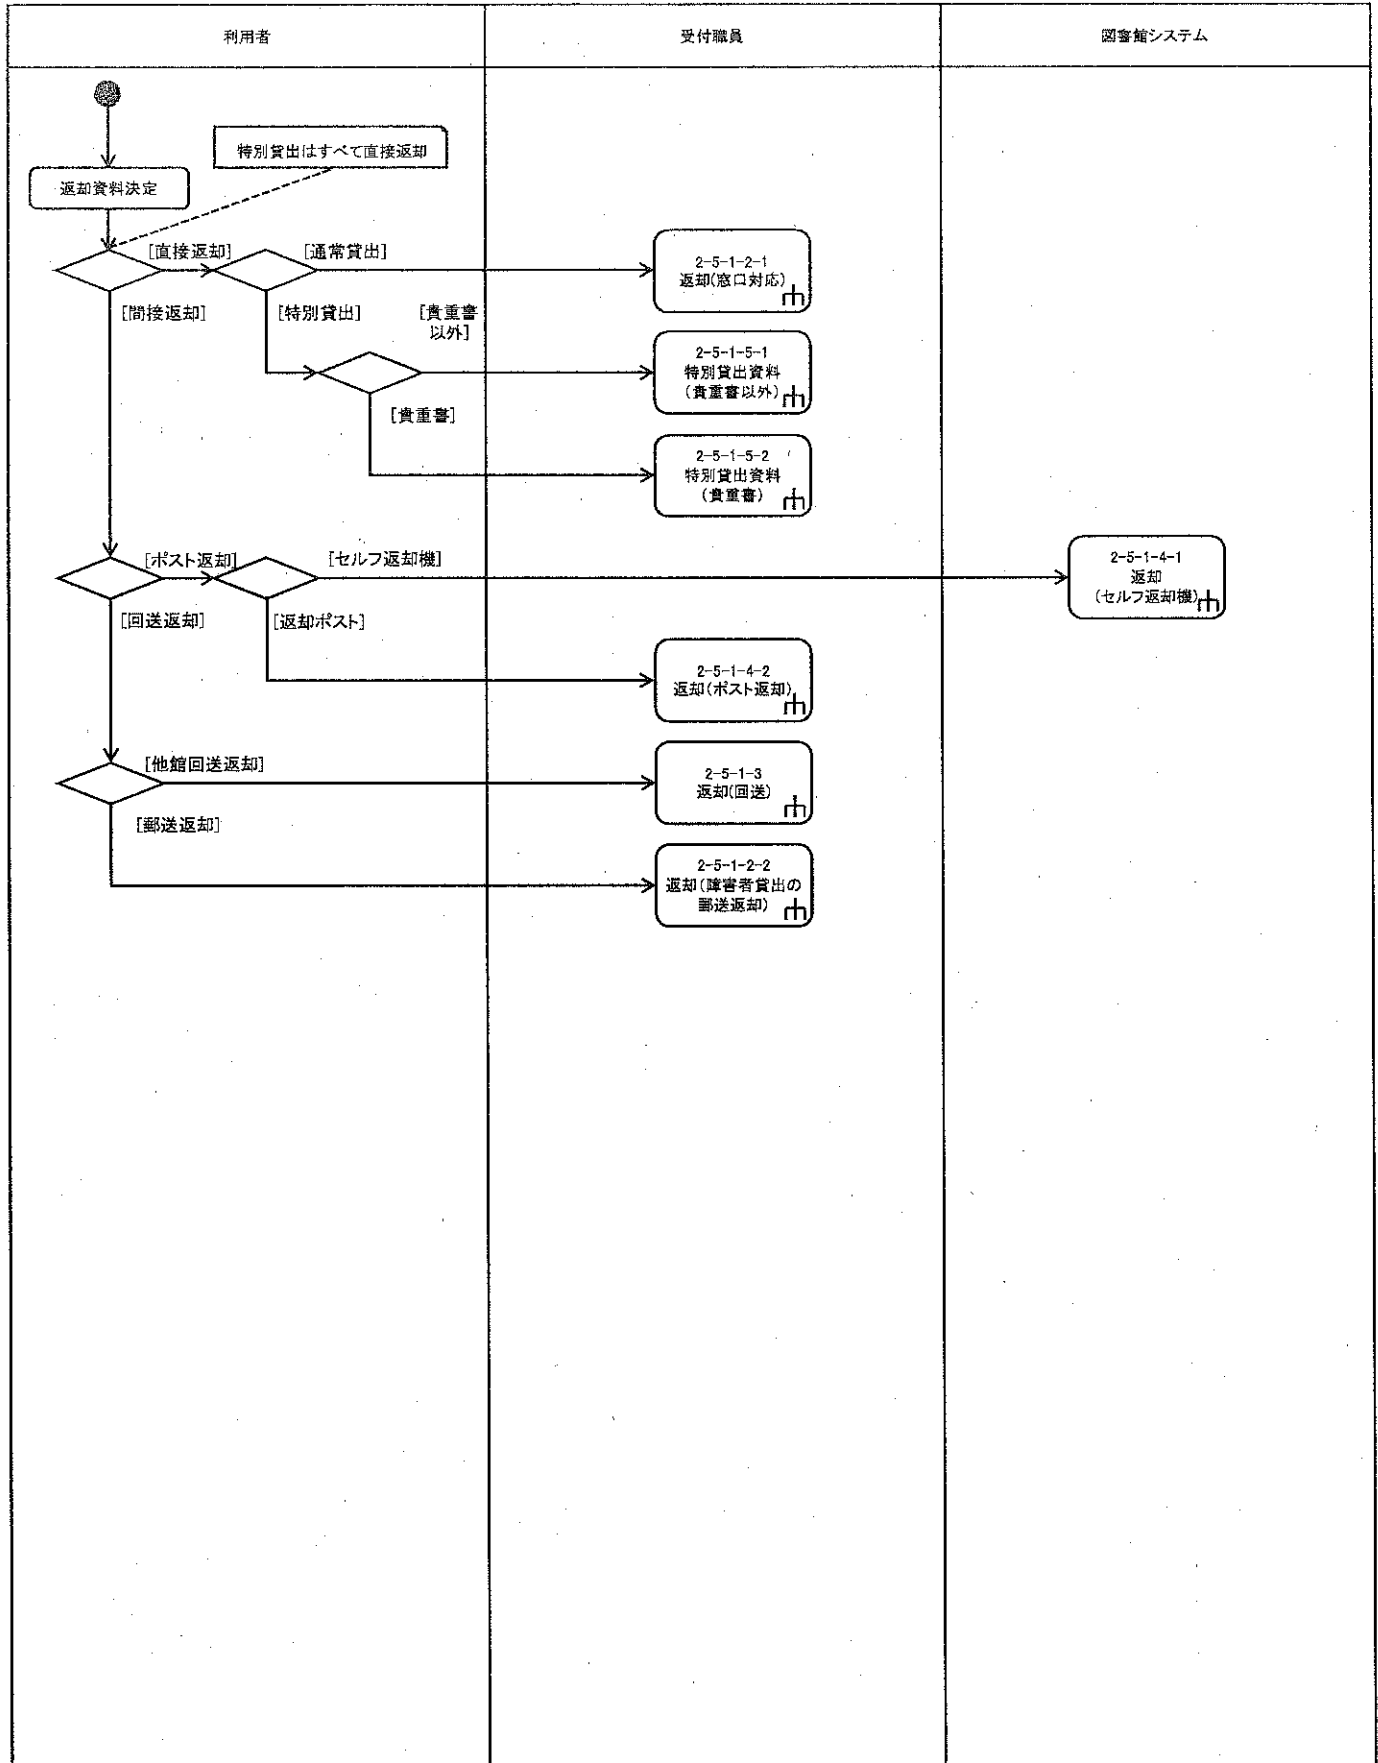 利用者
受付職員
図書館システム
特別貸出はすべて直接返却
返却資料決定
[直接返却]
[通常貸出]
2-5-1-2-1
返却(窓口対応)
[間接返却]
[特別貸出]
[貴重書
以外]
2-5-1-5-1
特別貸出資料
(貴重書以外)
[貴重書]
2-5-1-5-2
特別貸出資料
(貴重書)
[ポスト返却]
[セルフ返却機]
2-5-1-4-1
返却
(セルフ返却機)
[回送返却]
[返却ポスト]
2-5-1-4-2
返却(ポスト返却)
[他館回送返却]
2-5-1-3
返却(回送)
[郵送返却]
2-5-1-2-2
返却(障害者貸出の
郵送返却)